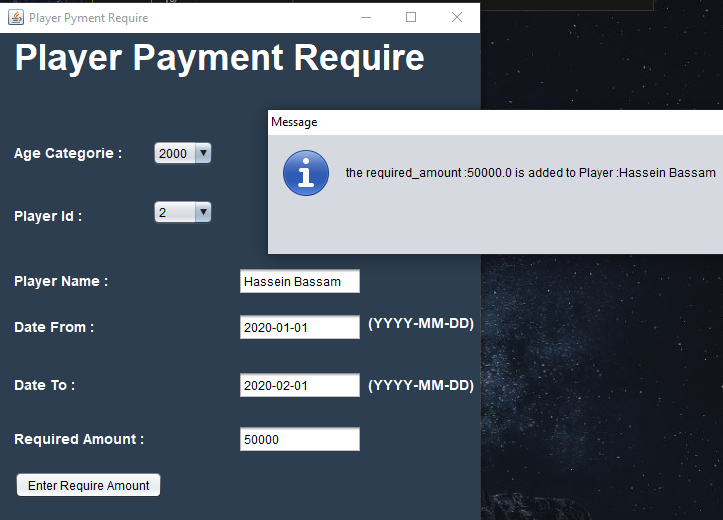 Player Pyment Require
Player Payment Require
Message
the required_amount :50000.0 is added to Player :Hassein Bassam
Age Categorie :
2000
Player Id :
2
Player Name :
Hassein Bassam
Date From :
2020-01-01
(YYYY-MM-DD)
Date To :
2020-02-01
(YYYY-MM-DD)
Required Amount :
50000
Enter Require Amount